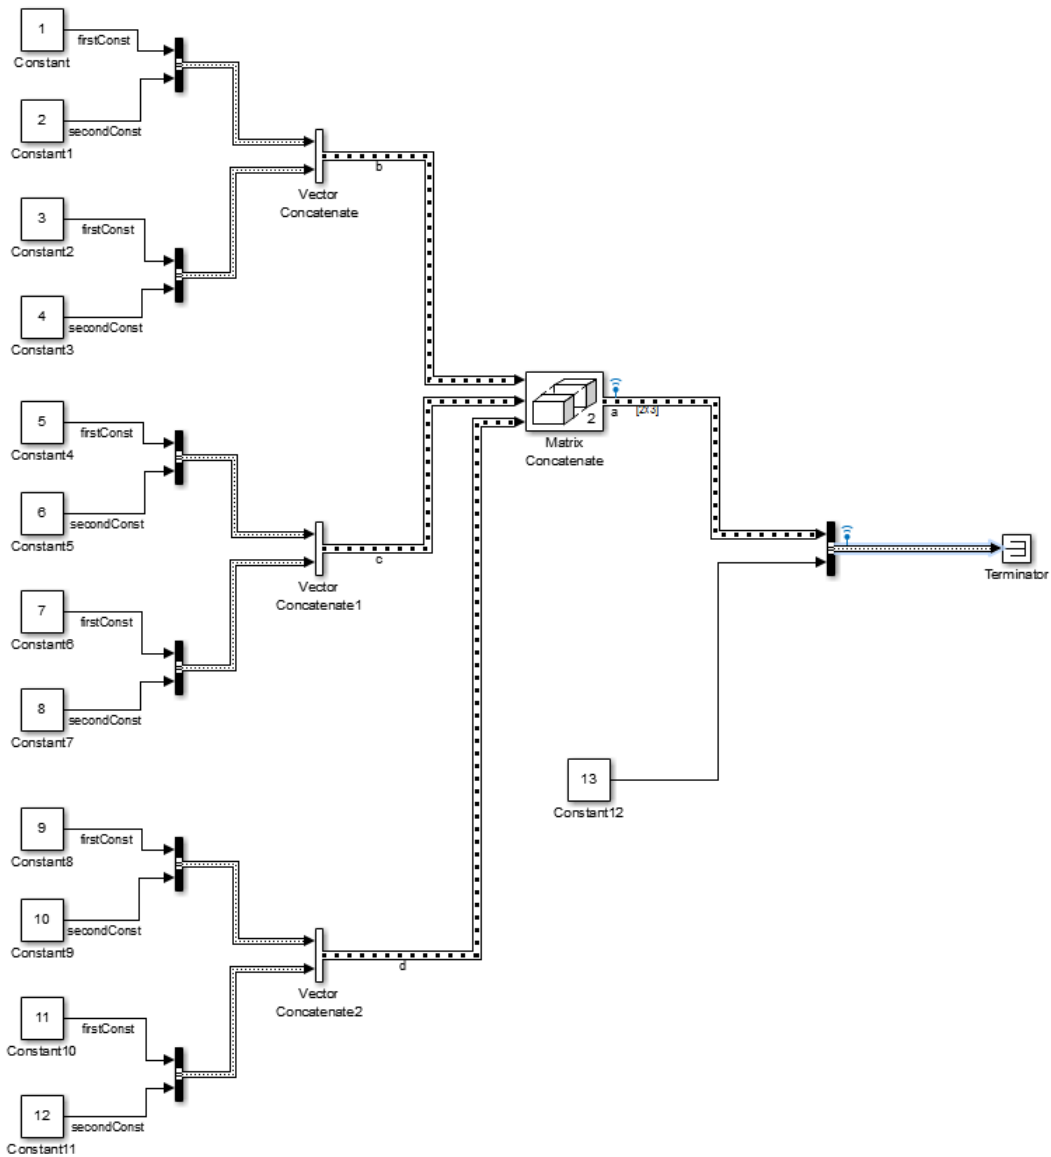 1
firstConst
Constant
2
secondConst
Constant1
Vector
Concatenate
b
3
firstConst
Constant2
4
secondConst
Constant3
5
firstConst
Constant4
6
secondConst
Constant5
Vector
Concatenate1
c
7
firstConst
Constant6
8
secondConst
Constant7
2
Matrix
Concatenate
a
[2x3]
Terminator
13
Constant12
9
firstConst
Constant8
10
secondConst
Constant9
Vector
Concatenate2
d
11
firstConst
Constant10
12
secondConst
Constant11